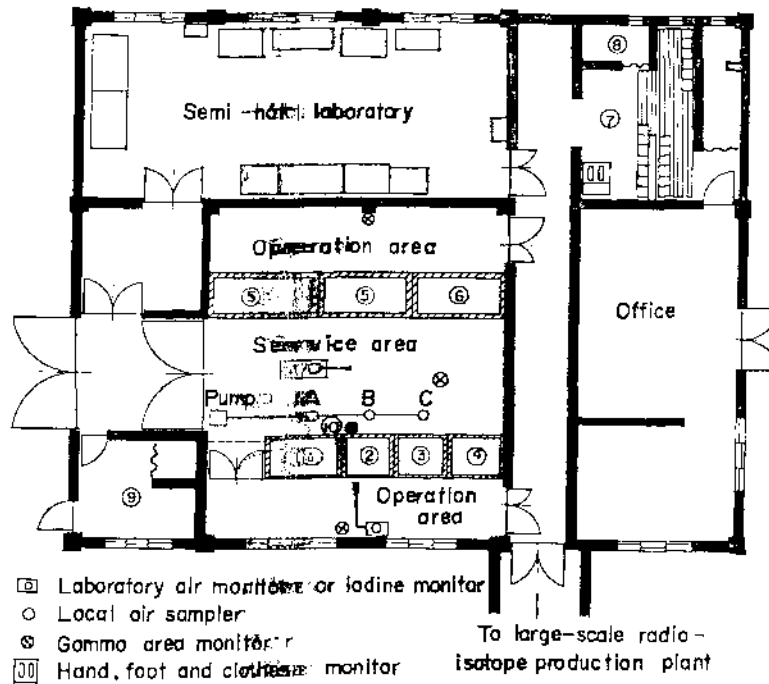 ⑧
⑦
Semi-hot laboratory
Operation area
⑤ ⑤ ⑥
Office
Service area
Pump A B C
② ③ ④
⑨
Operation
area
Laboratory air monitor or iodine monitor
Local air sampler
Gamma area monitor
Hand, foot and clothes monitor
To large-scale radio-
isotope production plant